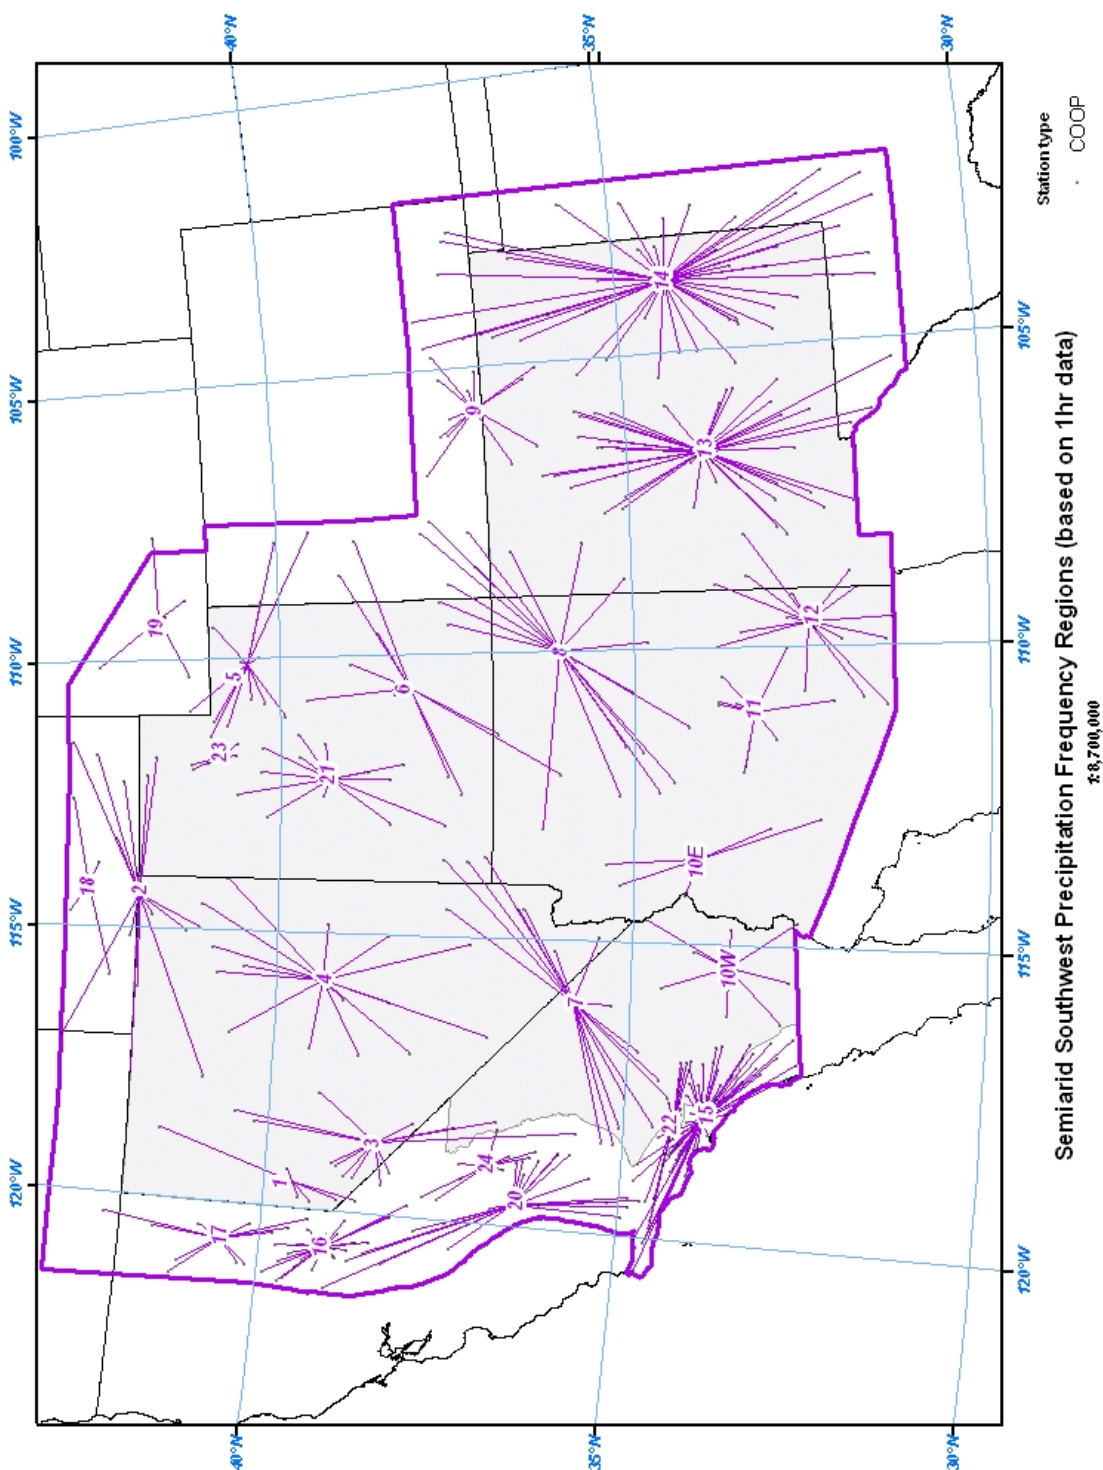 120°W 115°W 110°W 105°W 100°W
18
2
19
17 23 5
40°N 40°N
1
16 4 21
3
6
9
24
20
8
7
35°N 35°N
14
22
15 10E 13
10W
11
12
30°N 30°N
120°W 115°W 110°W 105°W
Station type
COOP
Semiarid Southwest Precipitation Frequency Regions (based on 1hr data)
1:8,700,000